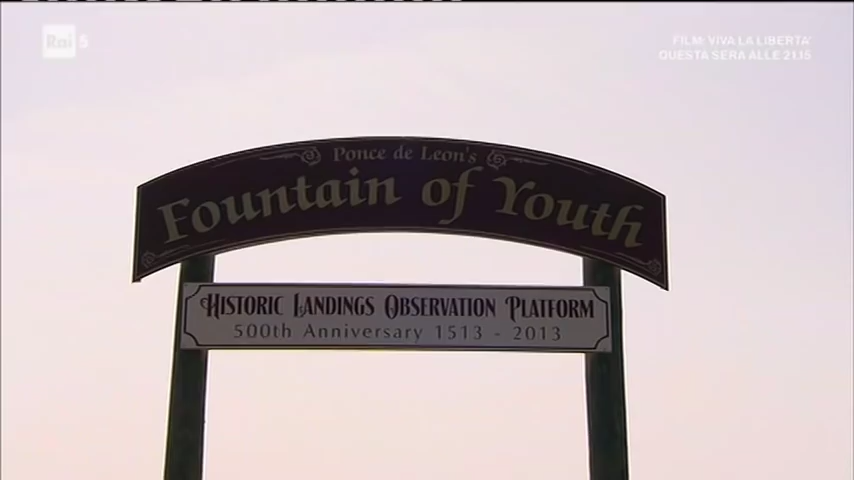 Rai 5
FILM: VIVA LA LIBERTA'
QUESTA SERA ALLE 21.15
Ponce de Leon's
Fountain of Youth
Historic Landings Observation Platform
500th Anniversary 1513 - 2013